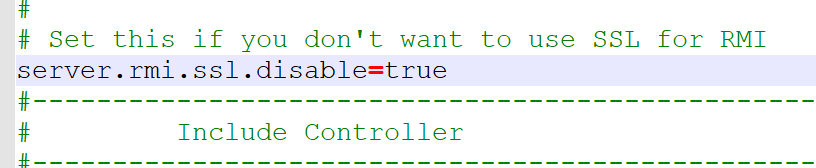 #
# Set this if you don't want to use SSL for RMI
server.rmi.ssl.disable=true
#---------------------------------------------------
#          Include Controller
#---------------------------------------------------